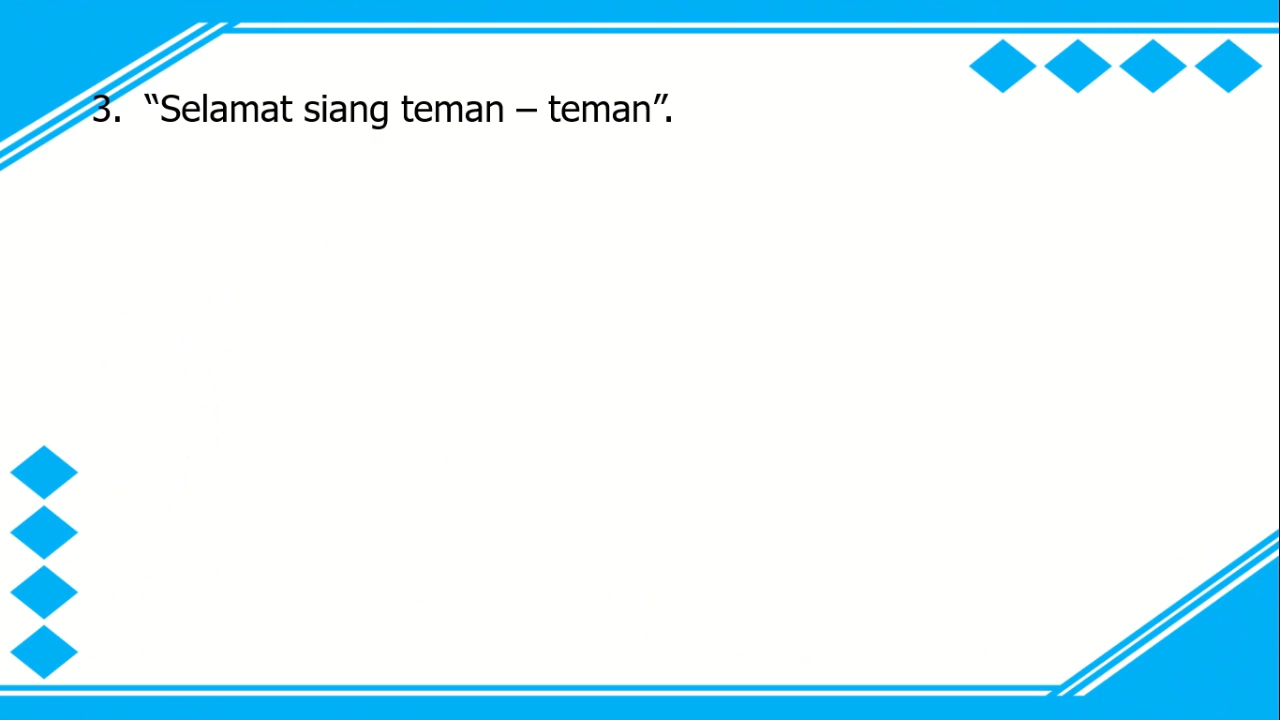 3. “Selamat siang teman – teman”.